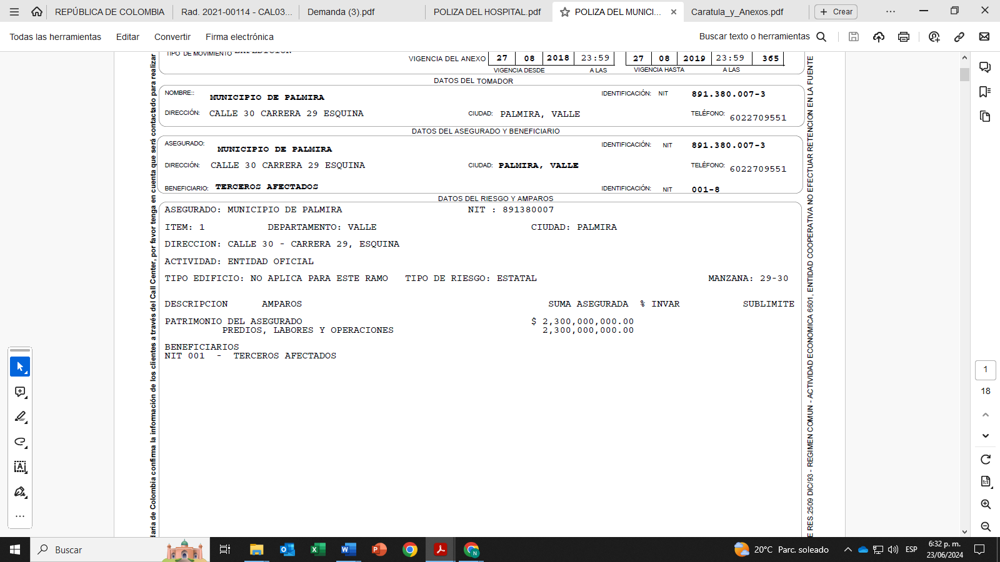 REPÚBLICA DE COLOMBIA
Rad. 2021-00114 - CAL03...
Demanda (3).pdf
POLIZA DEL HOSPITAL.pdf
POLIZA DEL MUNICI...
Caratula_y_Anexos.pdf
Crear
Todas las herramientas
Editar
Convertir
Firma electrónica
Buscar texto o herramientas
TIPO DE MOVIMIENTO EXPEDICION
VIGENCIA DEL ANEXO 27 08 2018 23:59 27 08 2019 23:59 365
VIGENCIA DESDE A LAS VIGENCIA HASTA A LAS
DATOS DEL TOMADOR
NOMBRE:: MUNICIPIO DE PALMIRA IDENTIFICACIÓN: NIT 891.380.007-3
DIRECCIÓN: CALLE 30 CARRERA 29 ESQUINA CIUDAD: PALMIRA, VALLE TELÉFONO: 6022709551
DATOS DEL ASEGURADO Y BENEFICIARIO
ASEGURADO: MUNICIPIO DE PALMIRA IDENTIFICACIÓN: NIT 891.380.007-3
DIRECCIÓN: CALLE 30 CARRERA 29 ESQUINA CIUDAD: PALMIRA, VALLE TELÉFONO: 6022709551
BENEFICIARIO: TERCEROS AFECTADOS IDENTIFICACIÓN: NIT 001-8
DATOS DEL RIESGO Y AMPAROS
ASEGURADO: MUNICIPIO DE PALMIRA NIT : 891380007
ITEM: 1 DEPARTAMENTO: VALLE CIUDAD: PALMIRA
DIRECCION: CALLE 30 - CARRERA 29, ESQUINA
ACTIVIDAD: ENTIDAD OFICIAL
TIPO EDIFICIO: NO APLICA PARA ESTE RAMO TIPO DE RIESGO: ESTATAL MANZANA: 29-30
DESCRIPCION AMPAROS SUMA ASEGURADA % INVAR SUBLIMITE
PATRIMONIO DEL ASEGURADO $ 2,300,000,000.00
PREDIOS, LABORES Y OPERACIONES 2,300,000,000.00
BENEFICIARIOS
NIT 001 - TERCEROS AFECTADOS
daria de Colombia confirma la información de los clientes a través del Call Center, por favor tenga en cuenta que será contactado para realizar
E RES.2509 DIC/93 - REGIMEN COMUN - ACTIVIDAD ECONOMICA 6601, ENTIDAD COOPERATIVA NO EFECTUAR RETENCION EN LA FUENTE
1
18
Buscar
20°C Parc. soleado
ESP
6:32 p. m.
23/06/2024